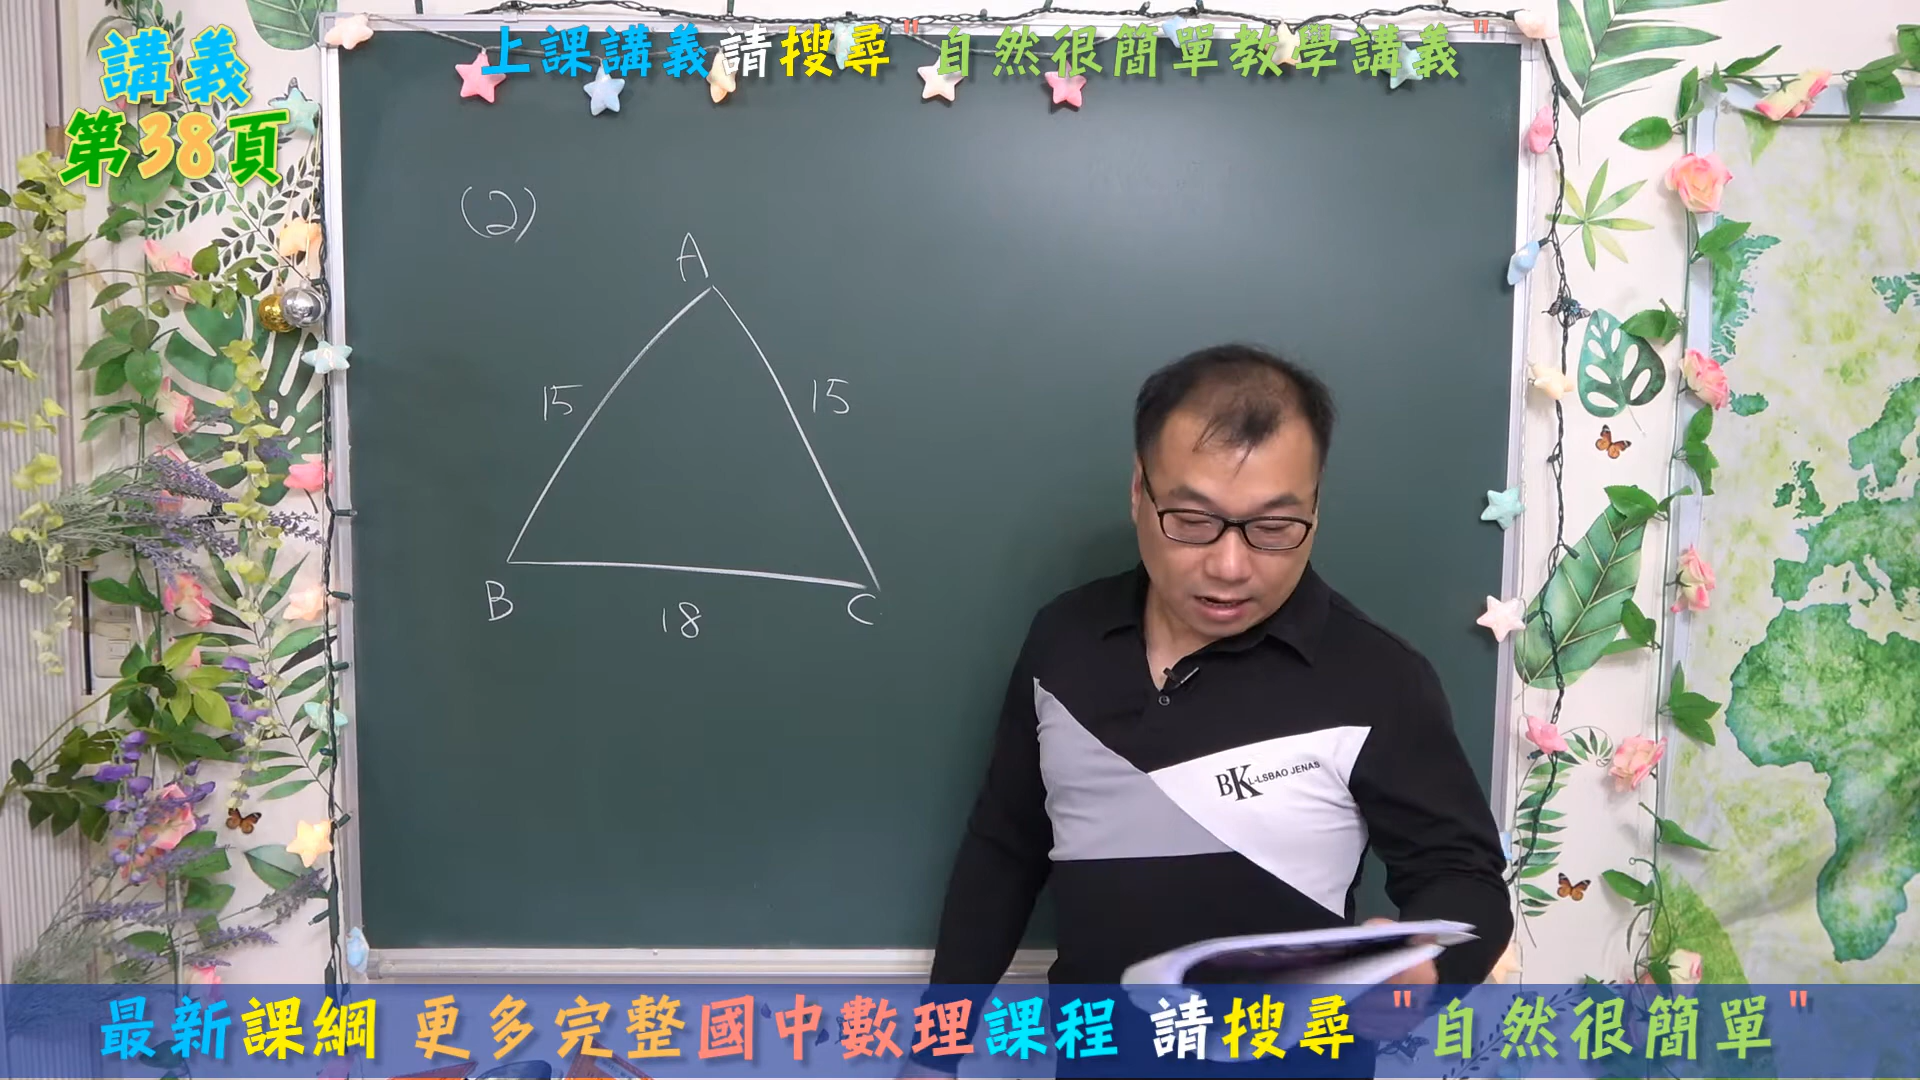 講義
第38頁
上課講義請搜尋"自然很簡單教學講義"
(2)
A
15
15
B
18
C
BK L-LSBAO JENAS
最新課綱 更多完整國中數理課程 請搜尋"自然很簡單"